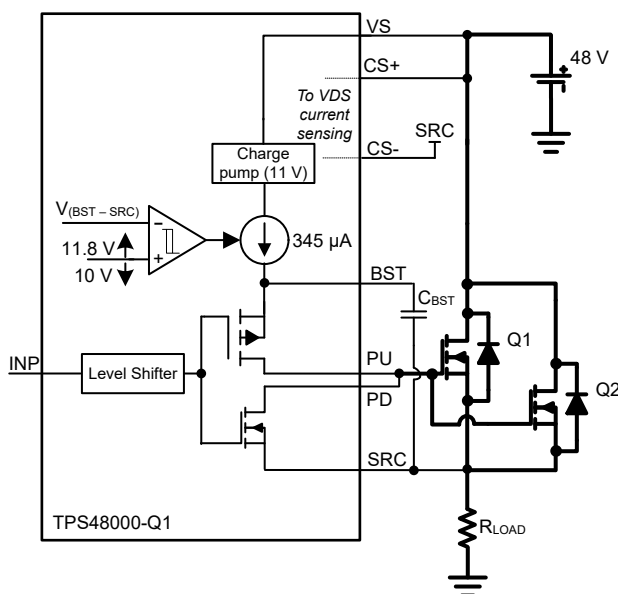 VS
CS+
48 V
To VDS
current
sensing
SRC
CS-
Charge
pump (11 V)
V(BST – SRC)
-
+
11.8 V
10 V
345 µA
BST
CBST
Q1
PU
INP
Level Shifter
PD
Q2
SRC
RLOAD
TPS48000-Q1